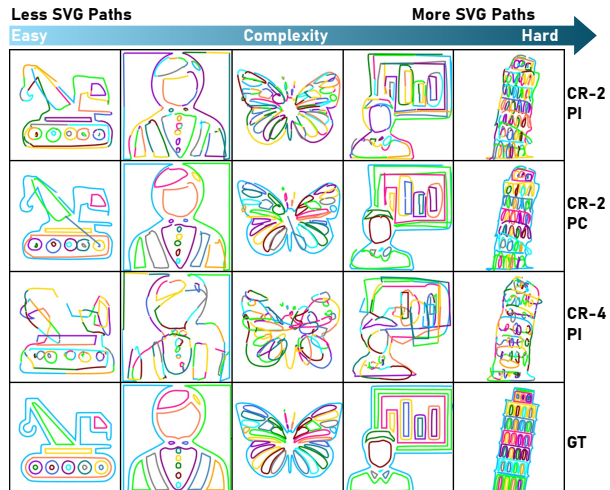 Less SVG Paths
More SVG Paths
Easy
Complexity
Hard
CR-2
PI
CR-2
PC
CR-4
PI
GT